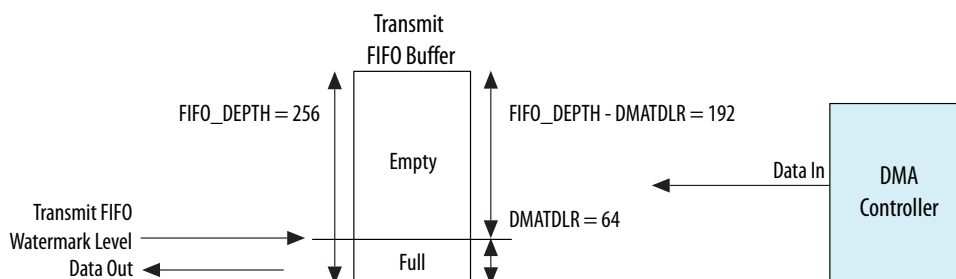 Transmit
FIFO Buffer
FIFO_DEPTH = 256
FIFO_DEPTH - DMATDLR = 192
Empty
Data In
DMA
Controller
Transmit FIFO
Watermark Level
DMATDLR = 64
Data Out
Full